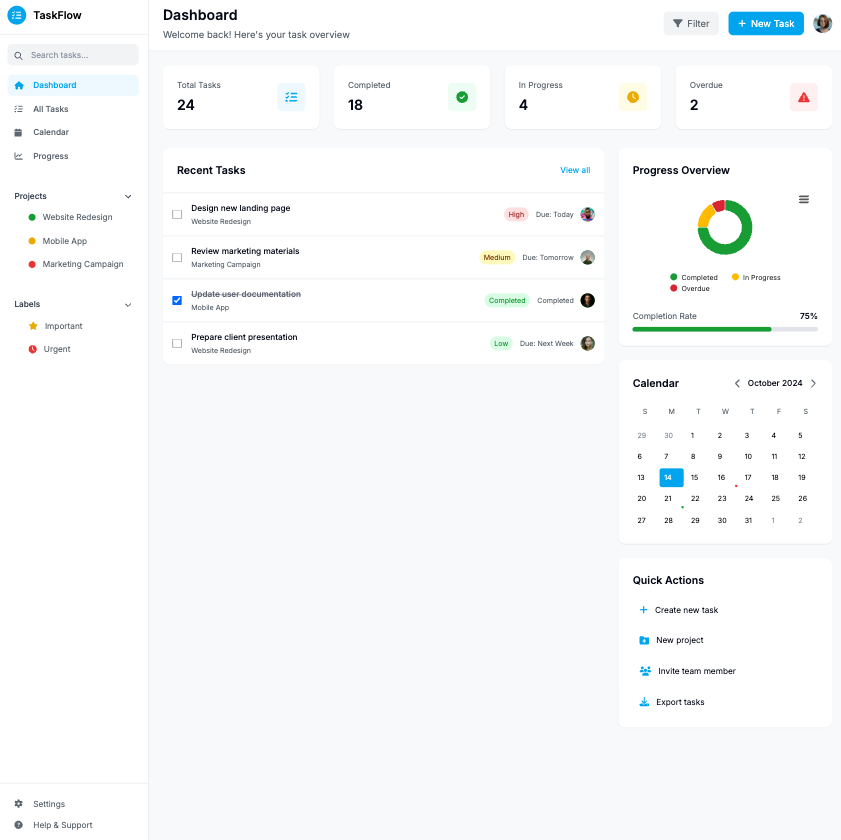 TaskFlow
Search tasks...
Dashboard
All Tasks
Calendar
Progress
Projects
Website Redesign
Mobile App
Marketing Campaign
Labels
Important
Urgent
Settings
Help & Support
Dashboard
Welcome back! Here's your task overview
Filter
New Task
Total Tasks
24
Completed
18
In Progress
4
Overdue
2
Recent Tasks
View all
Design new landing page
Website Redesign
High
Due: Today
Review marketing materials
Marketing Campaign
Medium
Due: Tomorrow
Update user documentation
Mobile App
Completed
Completed
Prepare client presentation
Website Redesign
Low
Due: Next Week
Progress Overview
Completed
In Progress
Overdue
Completion Rate
75%
Calendar
October 2024
S M T W T F S
29 30 1 2 3 4 5
6 7 8 9 10 11 12
13 14 15 16 17 18 19
20 21 22 23 24 25 26
27 28 29 30 31 1 2
Quick Actions
Create new task
New project
Invite team member
Export tasks